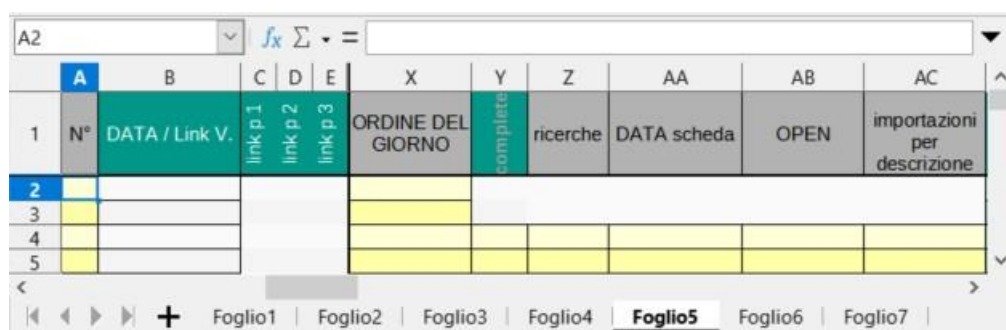 A2
fx Σ =
A B C D E X Y Z AA AB AC
1 N° DATA / Link V. link p 1 link p 2 link p 3 ORDINE DEL GIORNO complete ricerche DATA scheda OPEN importazioni per descrizione
2
3
4
5
Foglio1 Foglio2 Foglio3 Foglio4 Foglio5 Foglio6 Foglio7